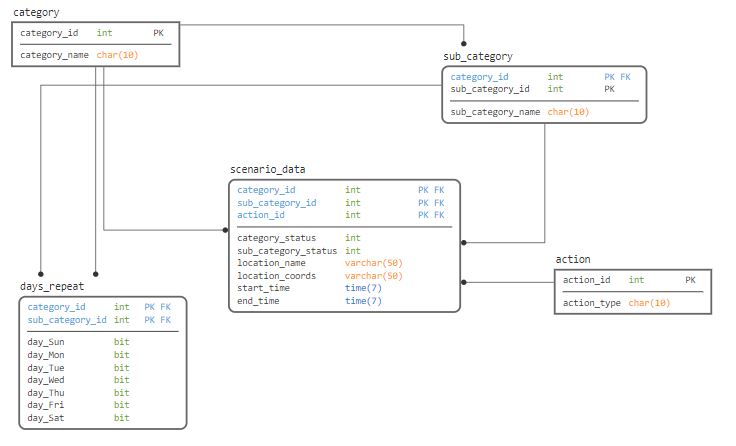 category
category_id int PK
category_name char(10)
sub_category
category_id int PK FK
sub_category_id int PK
sub_category_name char(10)
scenario_data
category_id int PK FK
sub_category_id int PK FK
action_id int PK FK
category_status int
sub_category_status int
location_name varchar(50)
location_coords varchar(50)
start_time time(7)
end_time time(7)
action
action_id int PK
action_type char(10)
days_repeat
category_id int PK FK
sub_category_id int PK FK
day_Sun bit
day_Mon bit
day_Tue bit
day_Wed bit
day_Thu bit
day_Fri bit
day_Sat bit